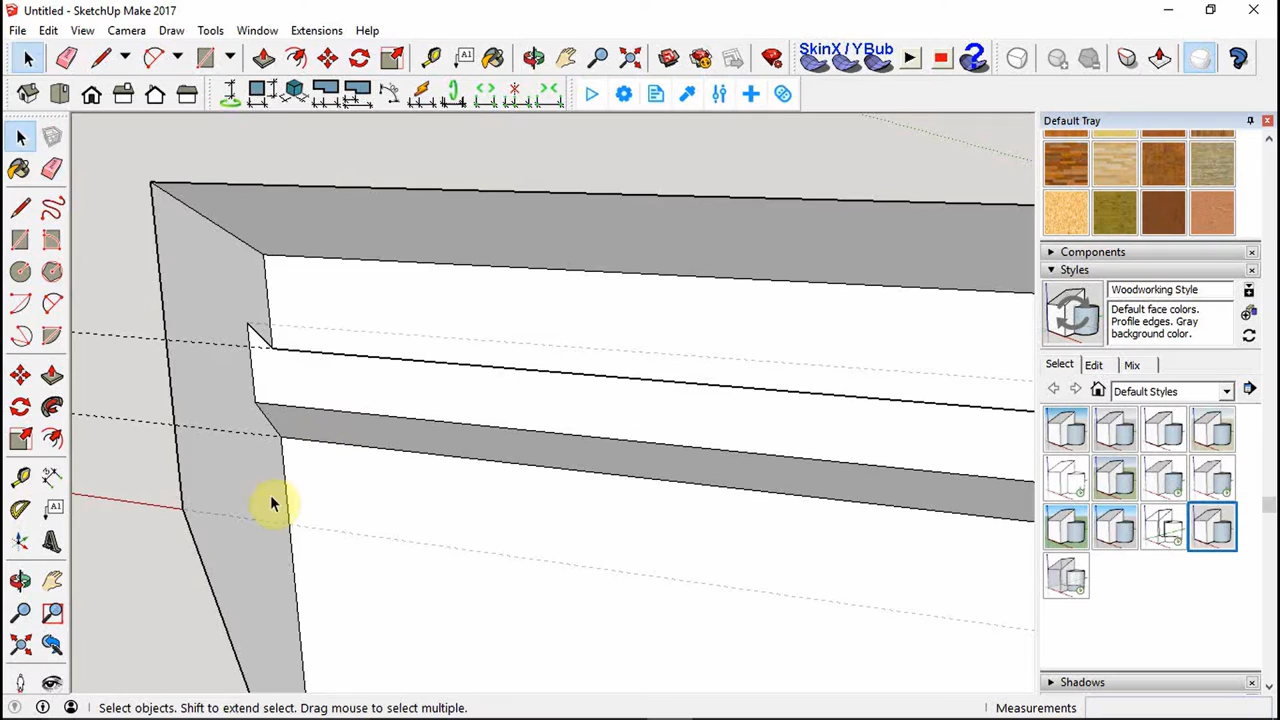 Untitled - SketchUp Make 2017
File Edit View Camera Draw Tools Window Extensions Help
A1
SkinX / YBub
Default Tray
Components
Styles
Woodworking Style
Default face colors.
Profile edges. Gray
background color.
Select Edit Mix
Default Styles
A1
Shadows
Select objects. Shift to extend select. Drag mouse to select multiple.
Measurements